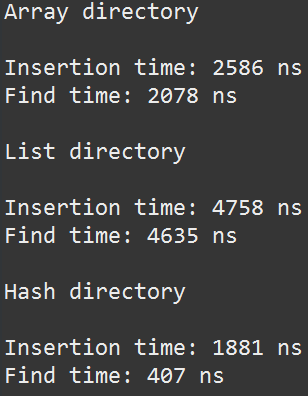 Array directory
Insertion time: 2586 ns
Find time: 2078 ns
List directory
Insertion time: 4758 ns
Find time: 4635 ns
Hash directory
Insertion time: 1881 ns
Find time: 407 ns